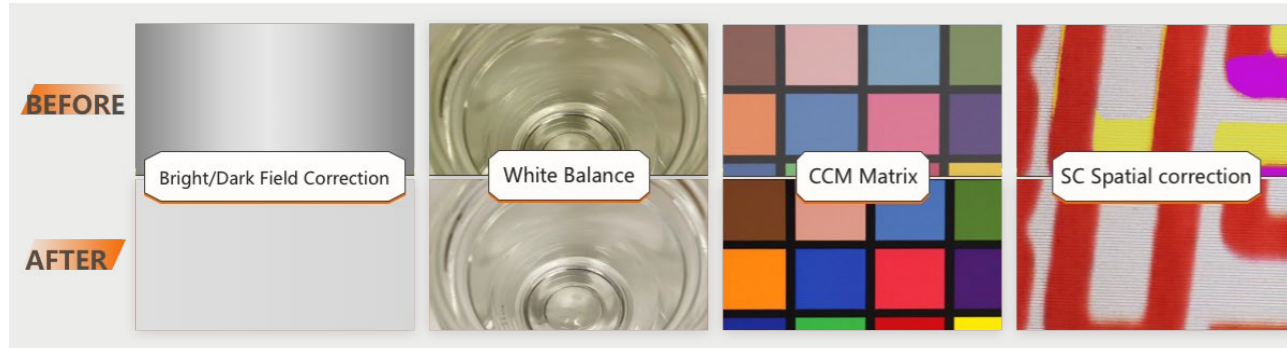 BEFORE
Bright/Dark Field Correction
White Balance
CCM Matrix
SC Spatial correction
AFTER